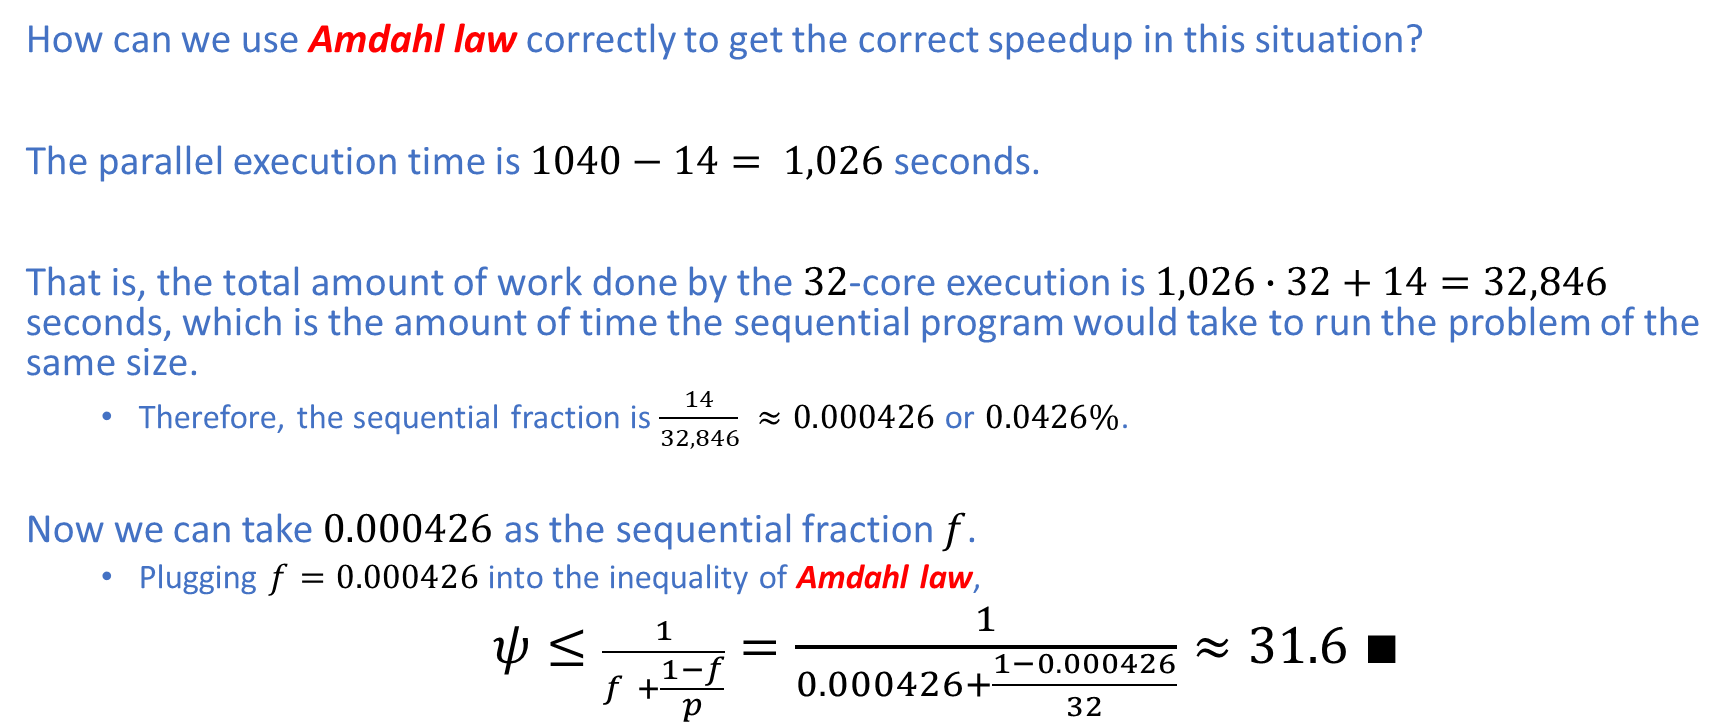 How can we use Amdahl law correctly to get the correct speedup in this situation?
The parallel execution time is 1040 − 14 = 1,026 seconds.
That is, the total amount of work done by the 32-core execution is 1,026 · 32 + 14 = 32,846
seconds, which is the amount of time the sequential program would take to run the problem of the
same size.
• Therefore, the sequential fraction is 14/32,846 ≈ 0.000426 or 0.0426%.
Now we can take 0.000426 as the sequential fraction f.
• Plugging f = 0.000426 into the inequality of Amdahl law,
ψ ≤ 1/(f + (1−f)/p) = 1/(0.000426+(1−0.000426)/32) ≈ 31.6 ■